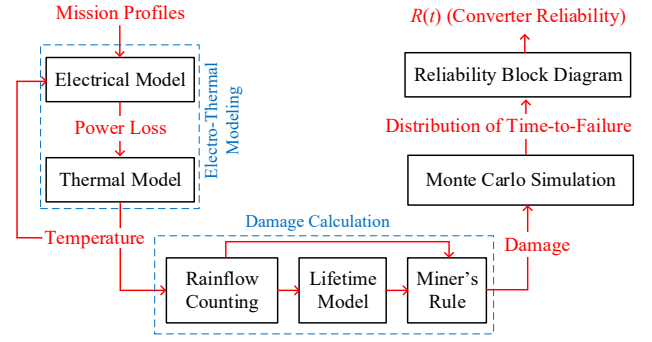 Mission Profiles
Electrical Model
Power Loss
Thermal Model
Electro-Thermal
Modeling
Temperature
Damage Calculation
Rainflow
Counting
Lifetime
Model
Miner's
Rule
Damage
Monte Carlo Simulation
Distribution of Time-to-Failure
Reliability Block Diagram
R(t) (Converter Reliability)